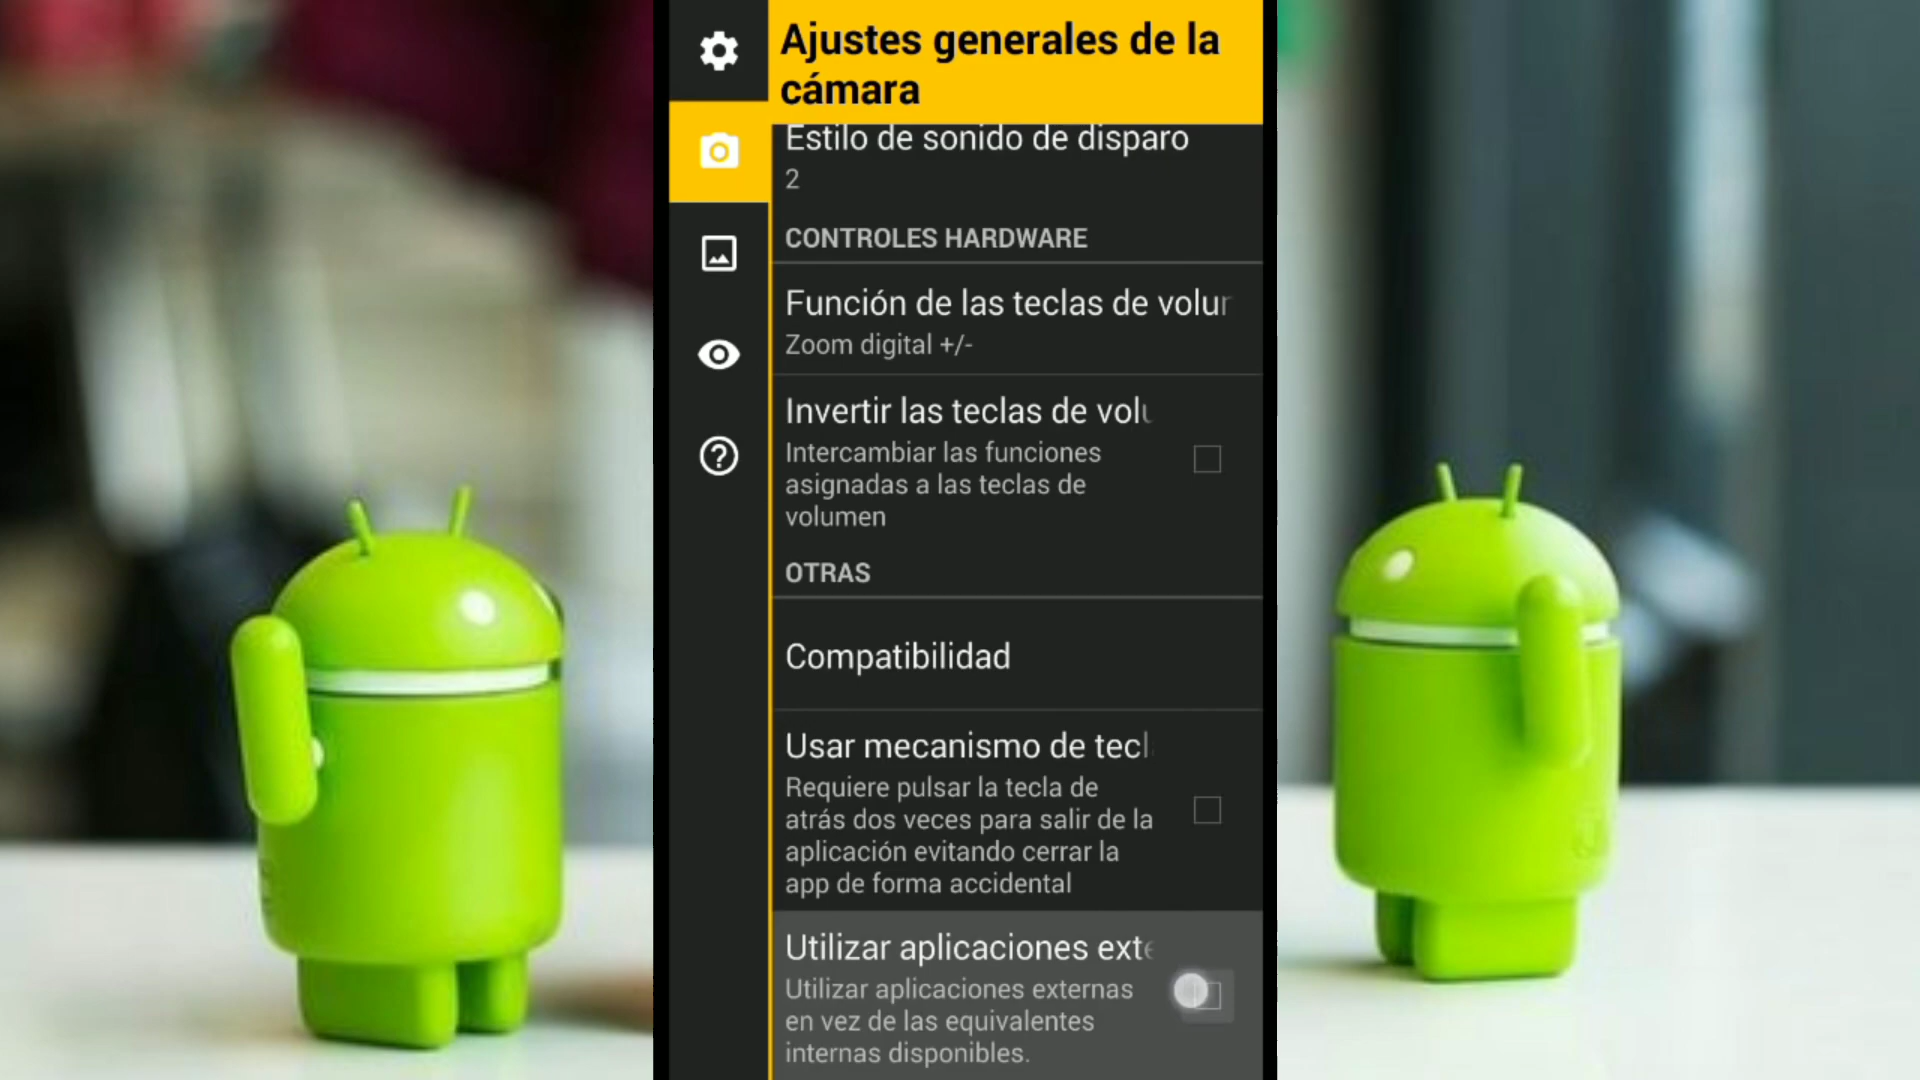 Ajustes generales de la
cámara
Estilo de sonido de disparo
2
CONTROLES HARDWARE
Función de las teclas de volur
Zoom digital +/-
Invertir las teclas de volu
Intercambiar las funciones
asignadas a las teclas de
volumen
OTRAS
Compatibilidad
Usar mecanismo de tecl
Requiere pulsar la tecla de
atrás dos veces para salir de la
aplicación evitando cerrar la
app de forma accidental
Utilizar aplicaciones exte
Utilizar aplicaciones externas
en vez de las equivalentes
internas disponibles.